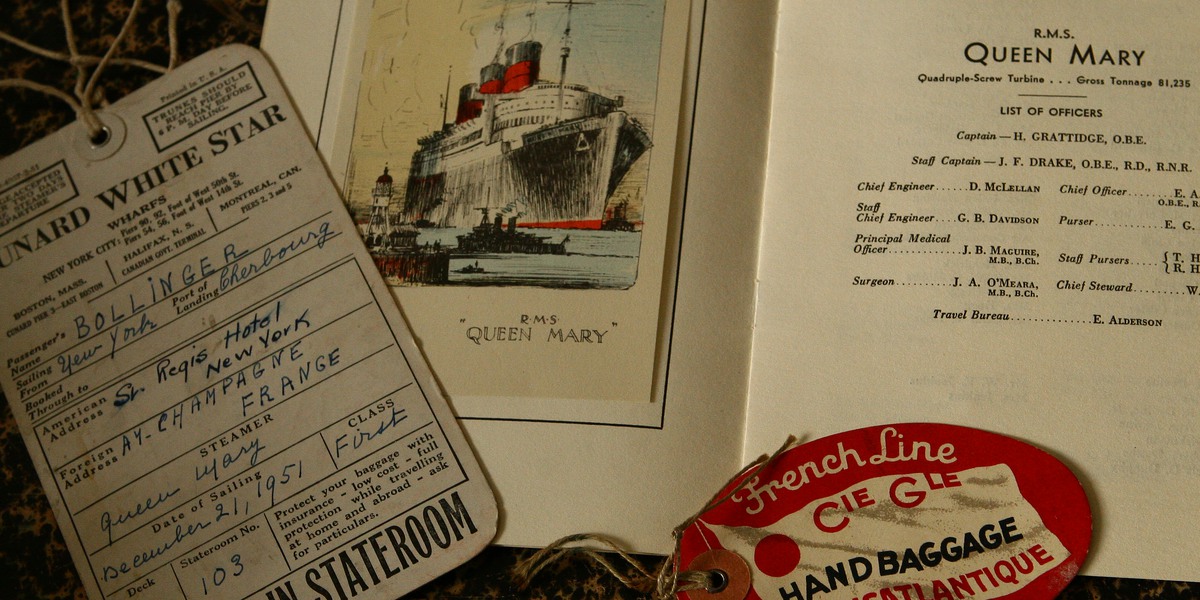 Printed in U.S.A.
TRUNKS SHOULD
REACH PIER BY
4 P. M. DAY BEFORE
SAILING.
UNARD WHITE STAR
WHARFS
NEW YORK CITY: Piers 90, 92, Foot of West 50th St.
Piers 54, 56, Foot of West 14th St.
BOSTON, MASS.
CUNARD PIER 3—EAST BOSTON
HALIFAX, N. S.
CANADIAN GOVT. TERMINAL
MONTREAL, CAN.
PIERS 2, 3 and 5
Passenger's Name BOLLINGER
Sailing From New York Port of Landing Cherbourg
Booked Through to
American Address St. Regis Hotel
New York
Foreign Address AY-CHAMPAGNE
FRANCE
STEAMER
Queen Mary
CLASS
First
Date of Sailing
December 21, 1951
Deck
Stateroom No.
103
Protect your baggage with
insurance - low cost - full
protection while travelling
at home and abroad - ask
for particulars.
IN STATEROOM
"R·M·S
QUEEN MARY"
R.M.S.
QUEEN MARY
Quadruple-Screw Turbine . . . Gross Tonnage 81,235
LIST OF OFFICERS
Captain — H. GRATTIDGE, O.B.E.
Staff Captain — J. F. DRAKE, O.B.E., R.D., R.N.R.
Chief Engineer......D. McLELLAN
Staff
Chief Engineer....G. B. DAVIDSON
Principal Medical
Officer..............J. B. MAGUIRE,
M.B., B.Ch.
Surgeon..........J. A. O'MEARA,
M.B., B.Ch.
Chief Officer........E. A
O.B.E., R.
Purser............E. G.
Staff Pursers.....{ T. H
{ R. H
Chief Steward......W.
Travel Bureau.............E. ALDERSON
French Line
CIE GLE
HAND BAGGAGE
SATLANTIQUE